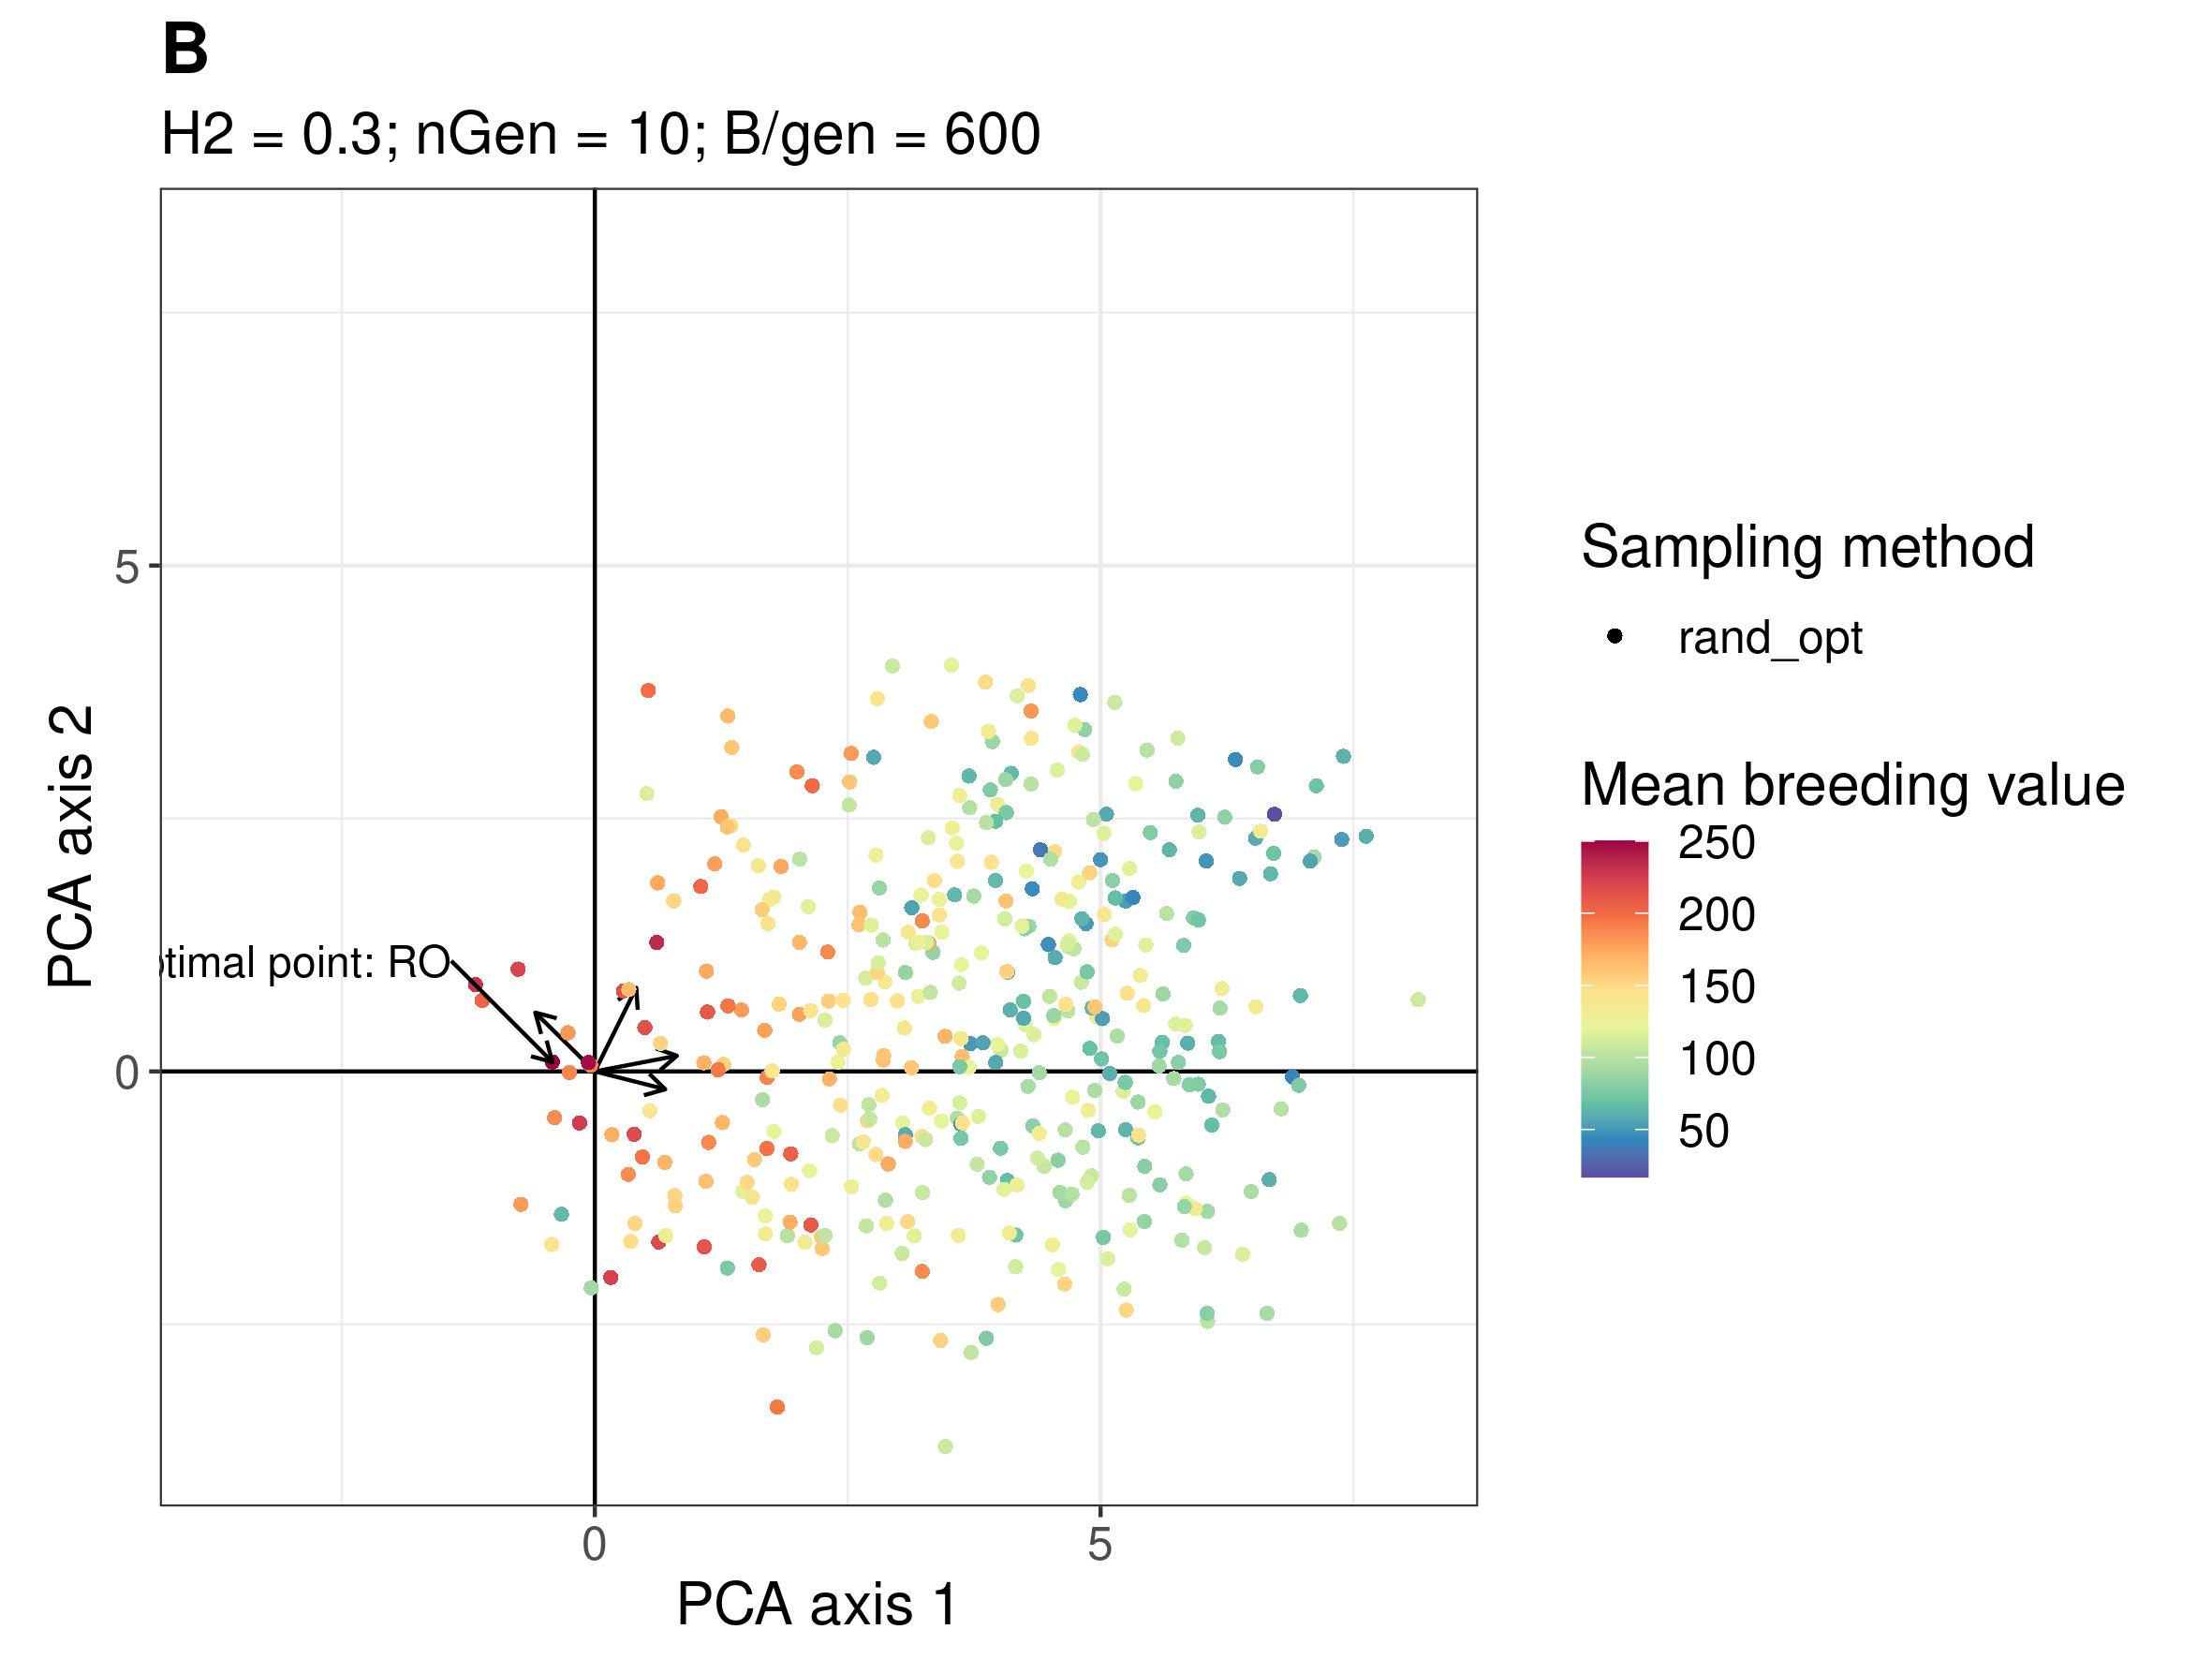 B
H2 = 0.3; nGen = 10; B/gen = 600
PCA axis 2
5
0
timal point: RO
0
5
PCA axis 1
Sampling method
rand_opt
Mean breeding value
250
200
150
100
50